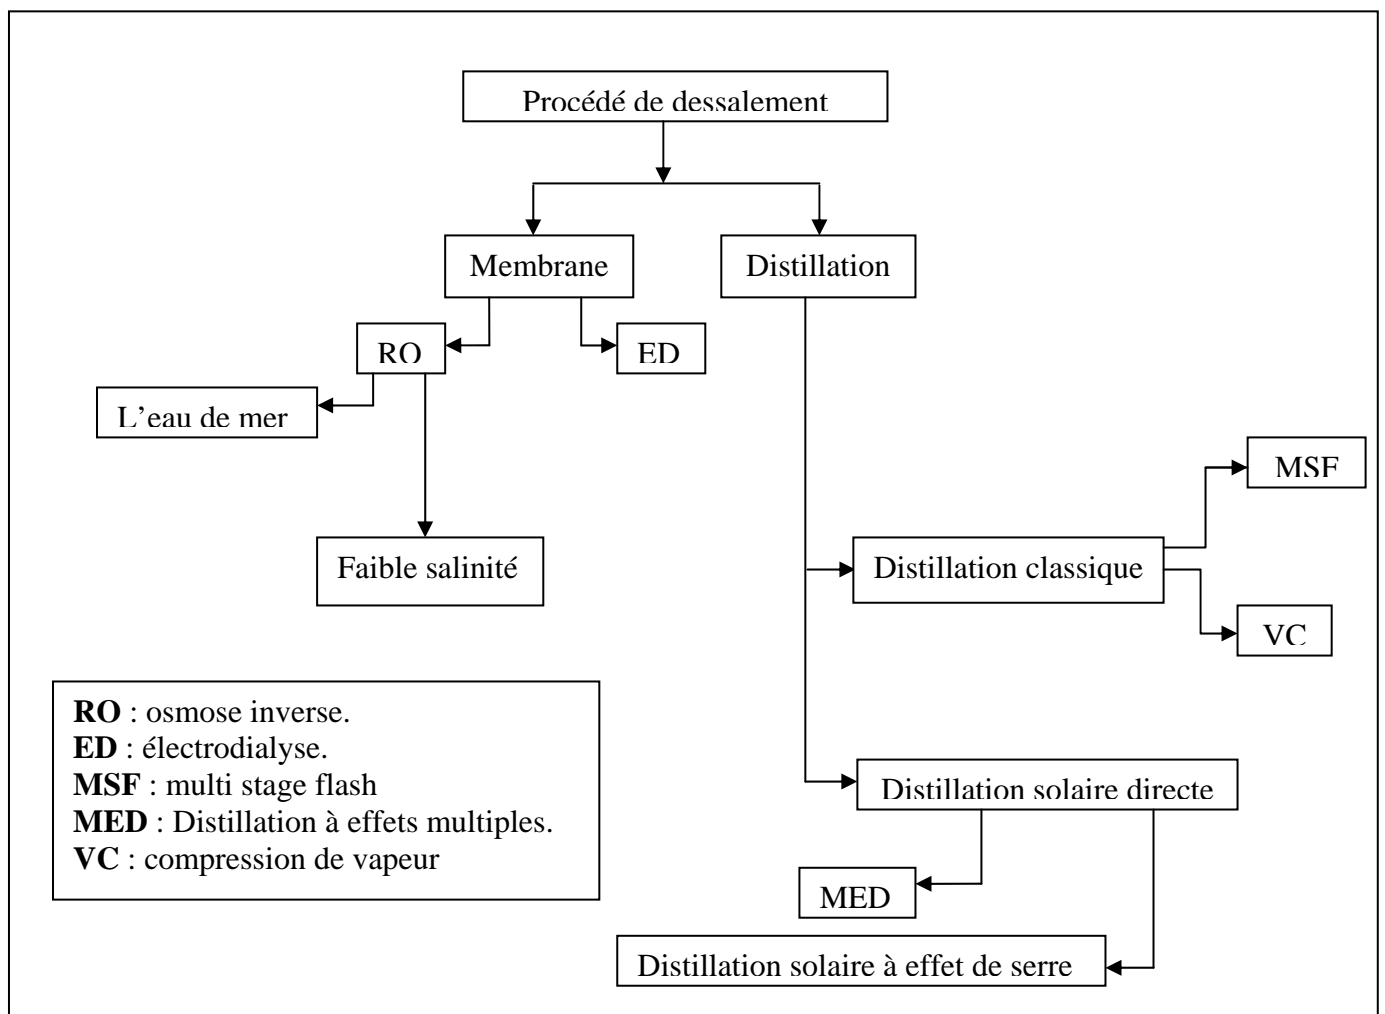 Procédé de dessalement
Membrane
Distillation
RO
ED
L'eau de mer
MSF
Faible salinité
Distillation classique
VC
RO : osmose inverse.
ED : électrodialyse.
MSF : multi stage flash
MED : Distillation à effets multiples.
VC : compression de vapeur
Distillation solaire directe
MED
Distillation solaire à effet de serre